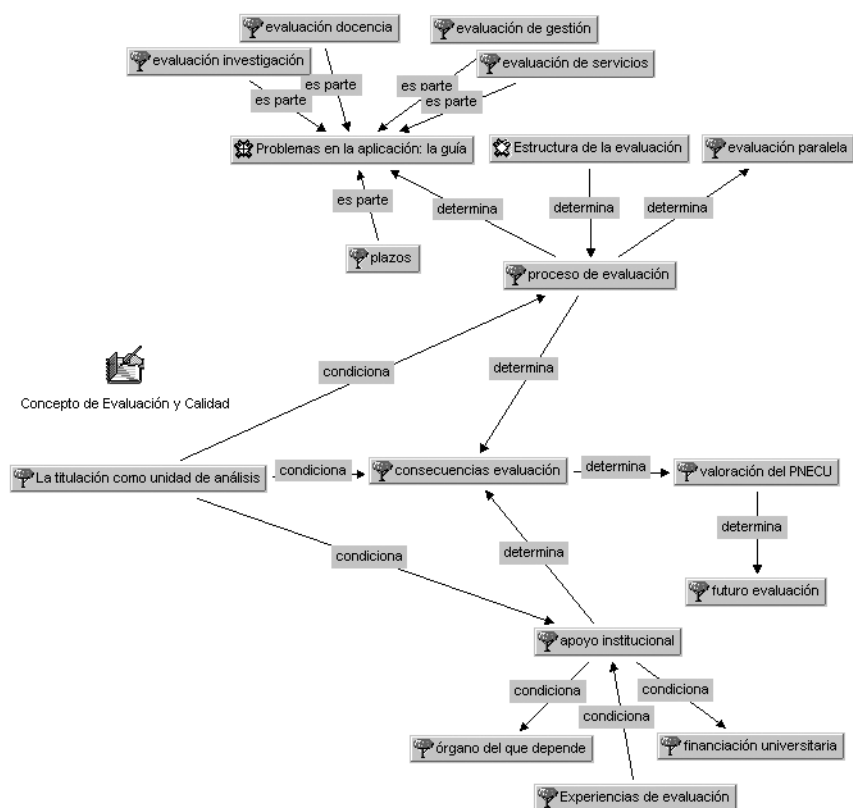 evaluación docencia
evaluación de gestión
evaluación investigación
evaluación de servicios
es parte
es parte
es parte
es parte
Problemas en la aplicación: la guía
Estructura de la evaluación
evaluación paralela
es parte
determina
determina
determina
plazos
proceso de evaluación
condiciona
determina
Concepto de Evaluación y Calidad
La titulación como unidad de análisis
condiciona
consecuencias evaluación
determina
valoración del PNECU
condiciona
determina
determina
futuro evaluación
apoyo institucional
condiciona
condiciona
condiciona
órgano del que depende
financiación universitaria
Experiencias de evaluación